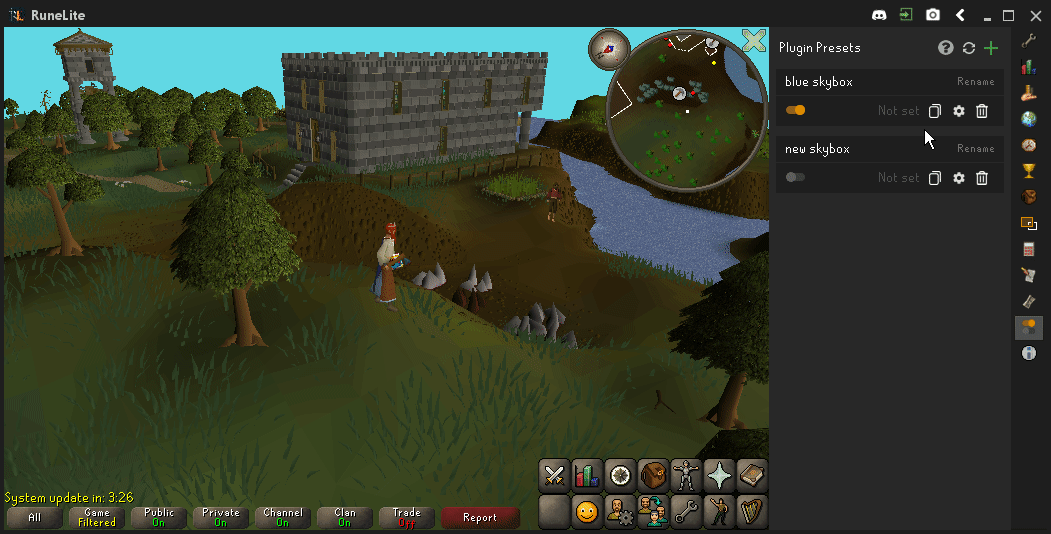 RuneLite
Plugin Presets
blue skybox
Rename
Not set
new skybox
Rename
Not set
System update in: 3:26
All
Game
Filtered
Public
On
Private
On
Channel
On
Clan
On
Trade
Off
Report